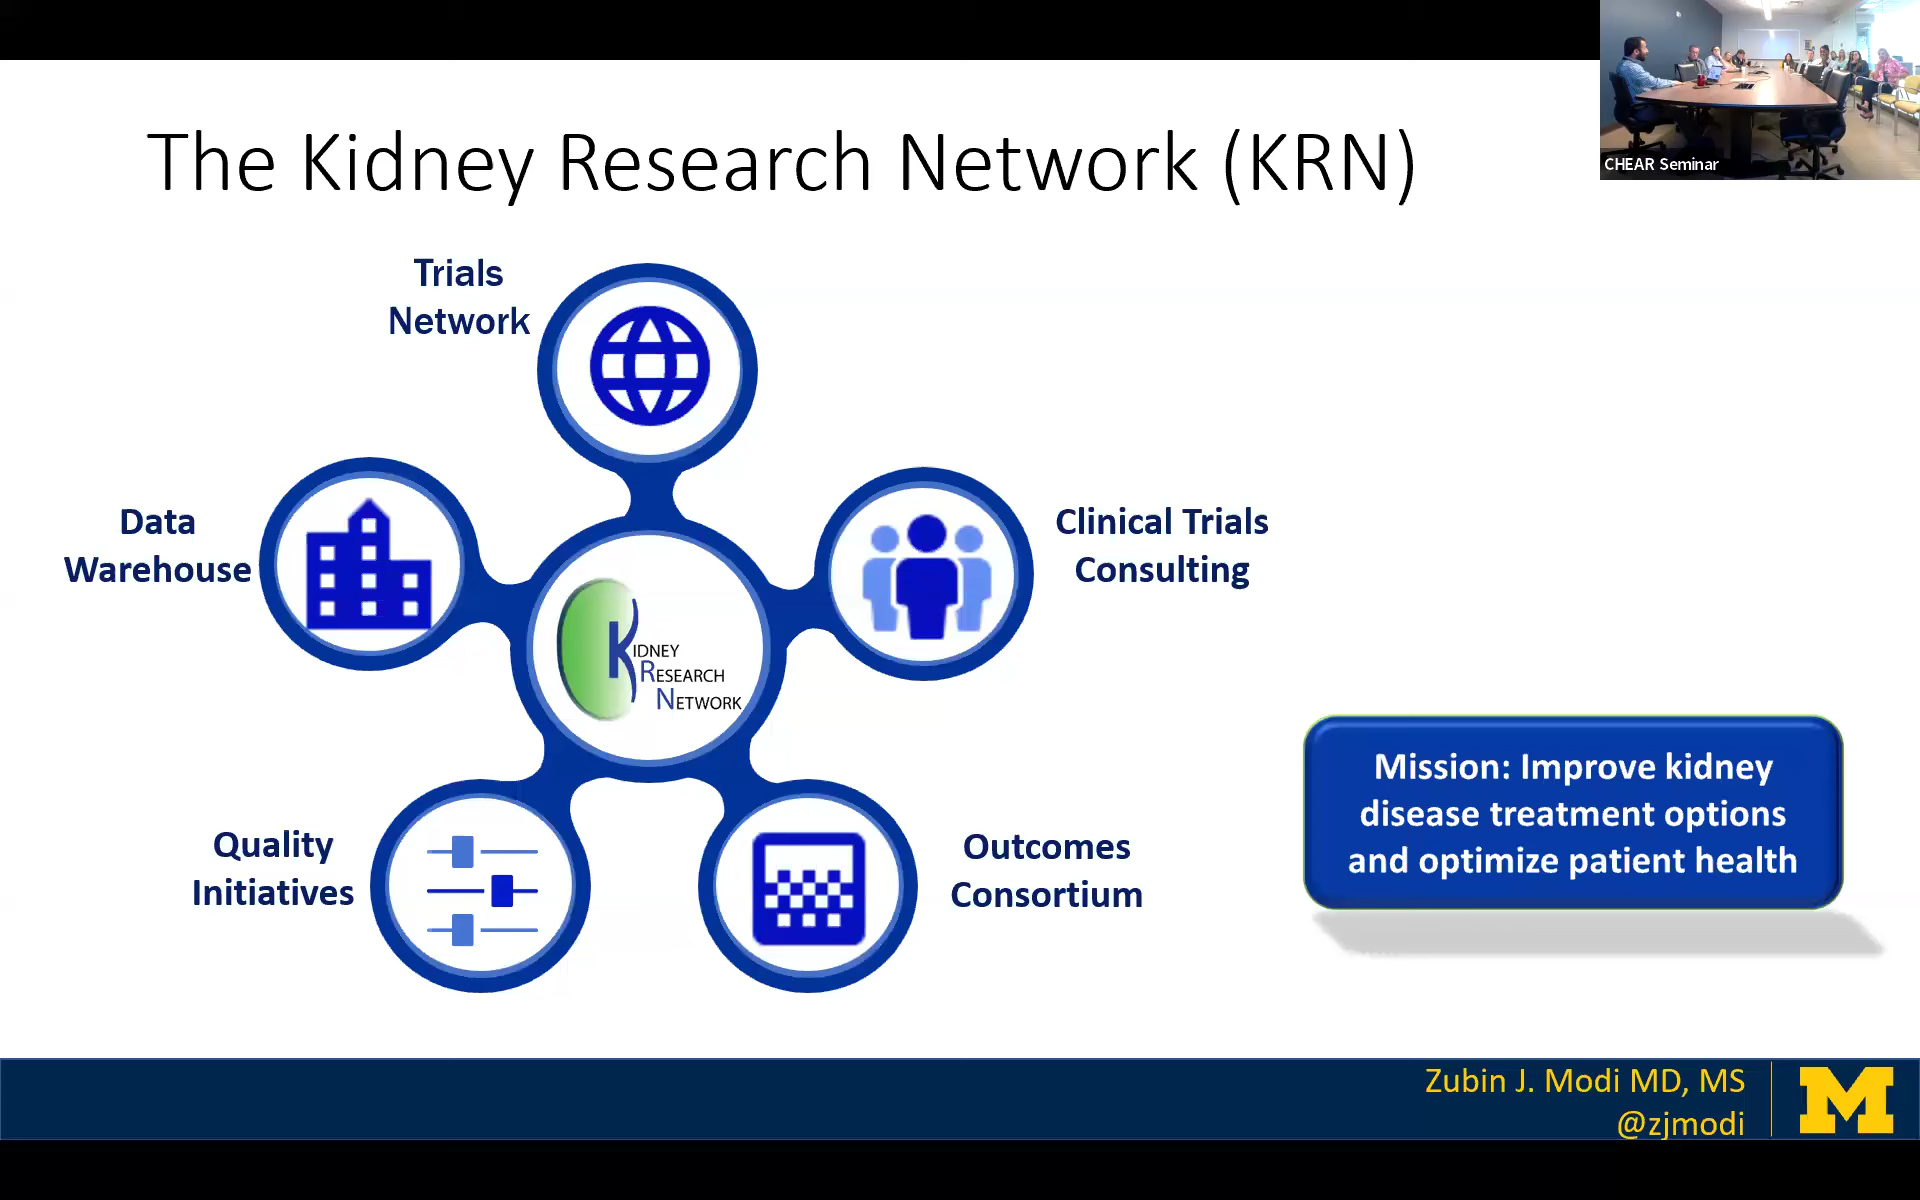 The Kidney Research Network (KRN)
CHEAR Seminar
Trials
Network
Data
Warehouse
Clinical Trials
Consulting
KIDNEY
RESEARCH
NETWORK
Mission: Improve kidney
disease treatment options
and optimize patient health
Quality
Initiatives
Outcomes
Consortium
Zubin J. Modi MD, MS
@zjmodi
M